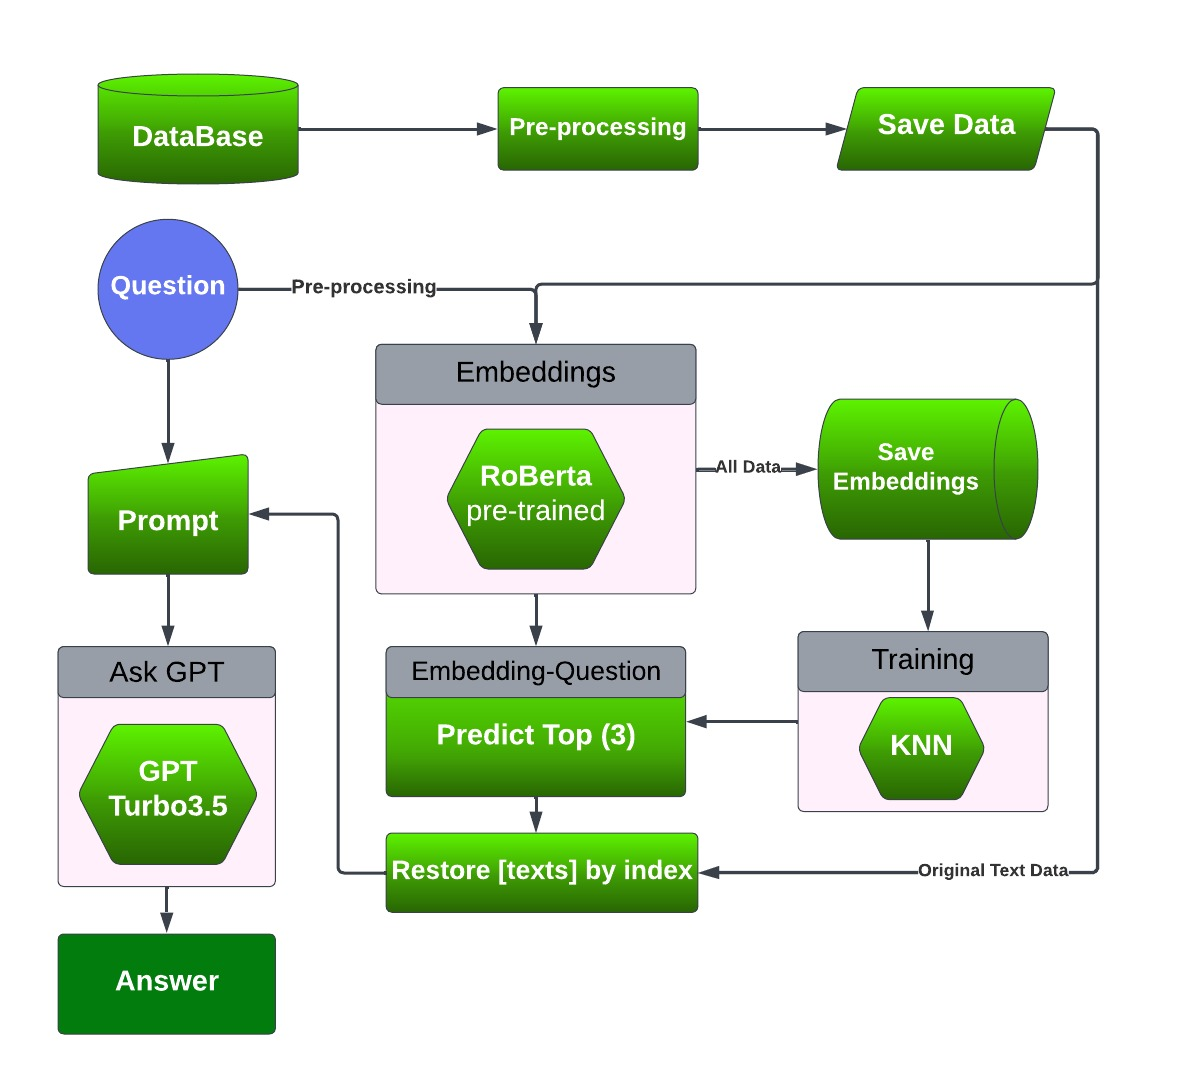 DataBase
Pre-processing
Save Data
Question
Pre-processing
Embeddings
RoBerta
pre-trained
All Data
Save
Embeddings
Prompt
Ask GPT
GPT
Turbo3.5
Embedding-Question
Predict Top (3)
Training
KNN
Restore [texts] by index
Original Text Data
Answer